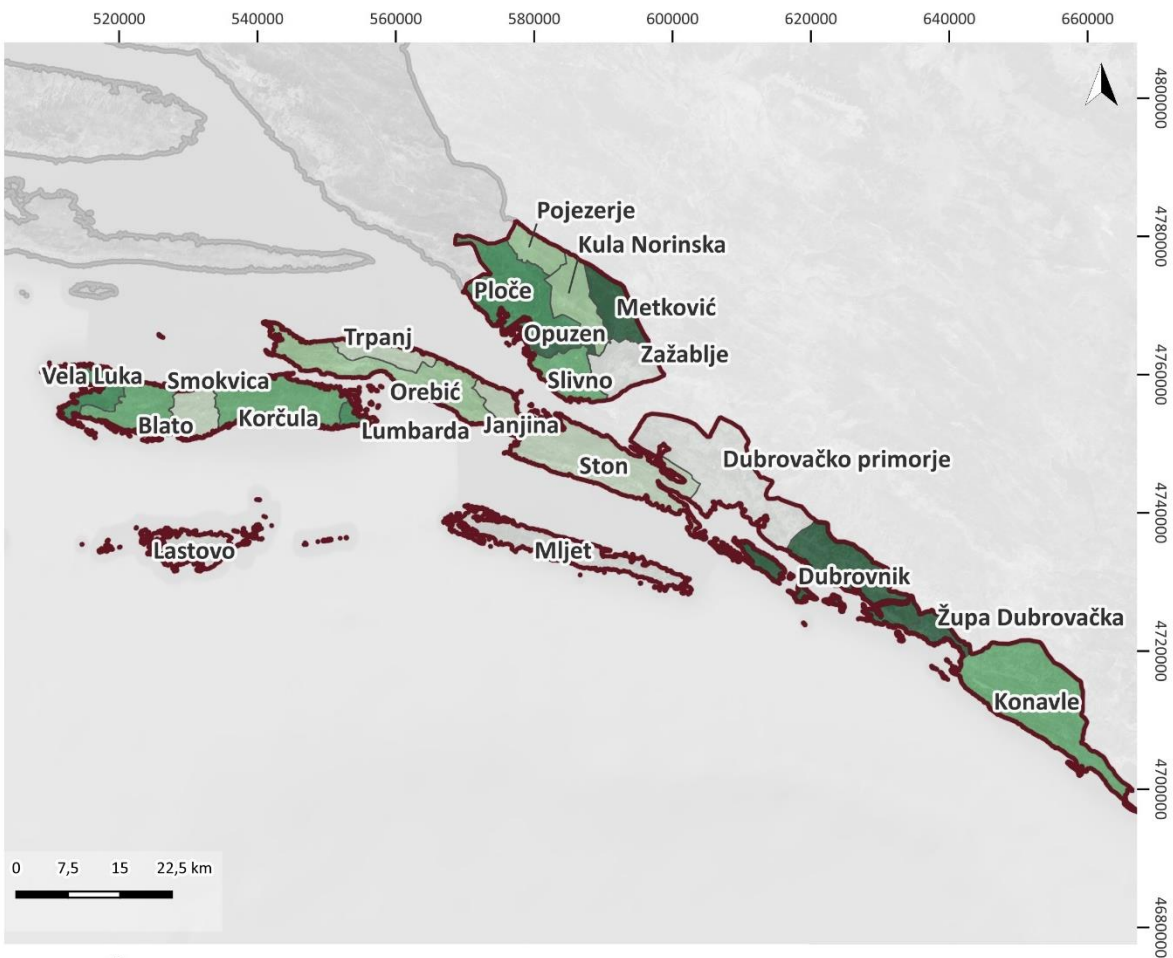 520000 540000 560000 580000 600000 620000 640000 660000
4800000
4780000
4760000
4740000
4720000
4700000
4680000
Pojezerje
Kula Norinska
Ploče
Metković
Opuzen
Trpanj
Zažablje
Vela Luka
Smokvica
Slivno
Orebić
Blato
Korčula
Lumbarda
Janjina
Ston
Dubrovačko primorje
Lastovo
Mljet
Dubrovnik
Župa Dubrovačka
Konavle
0 7,5 15 22,5 km